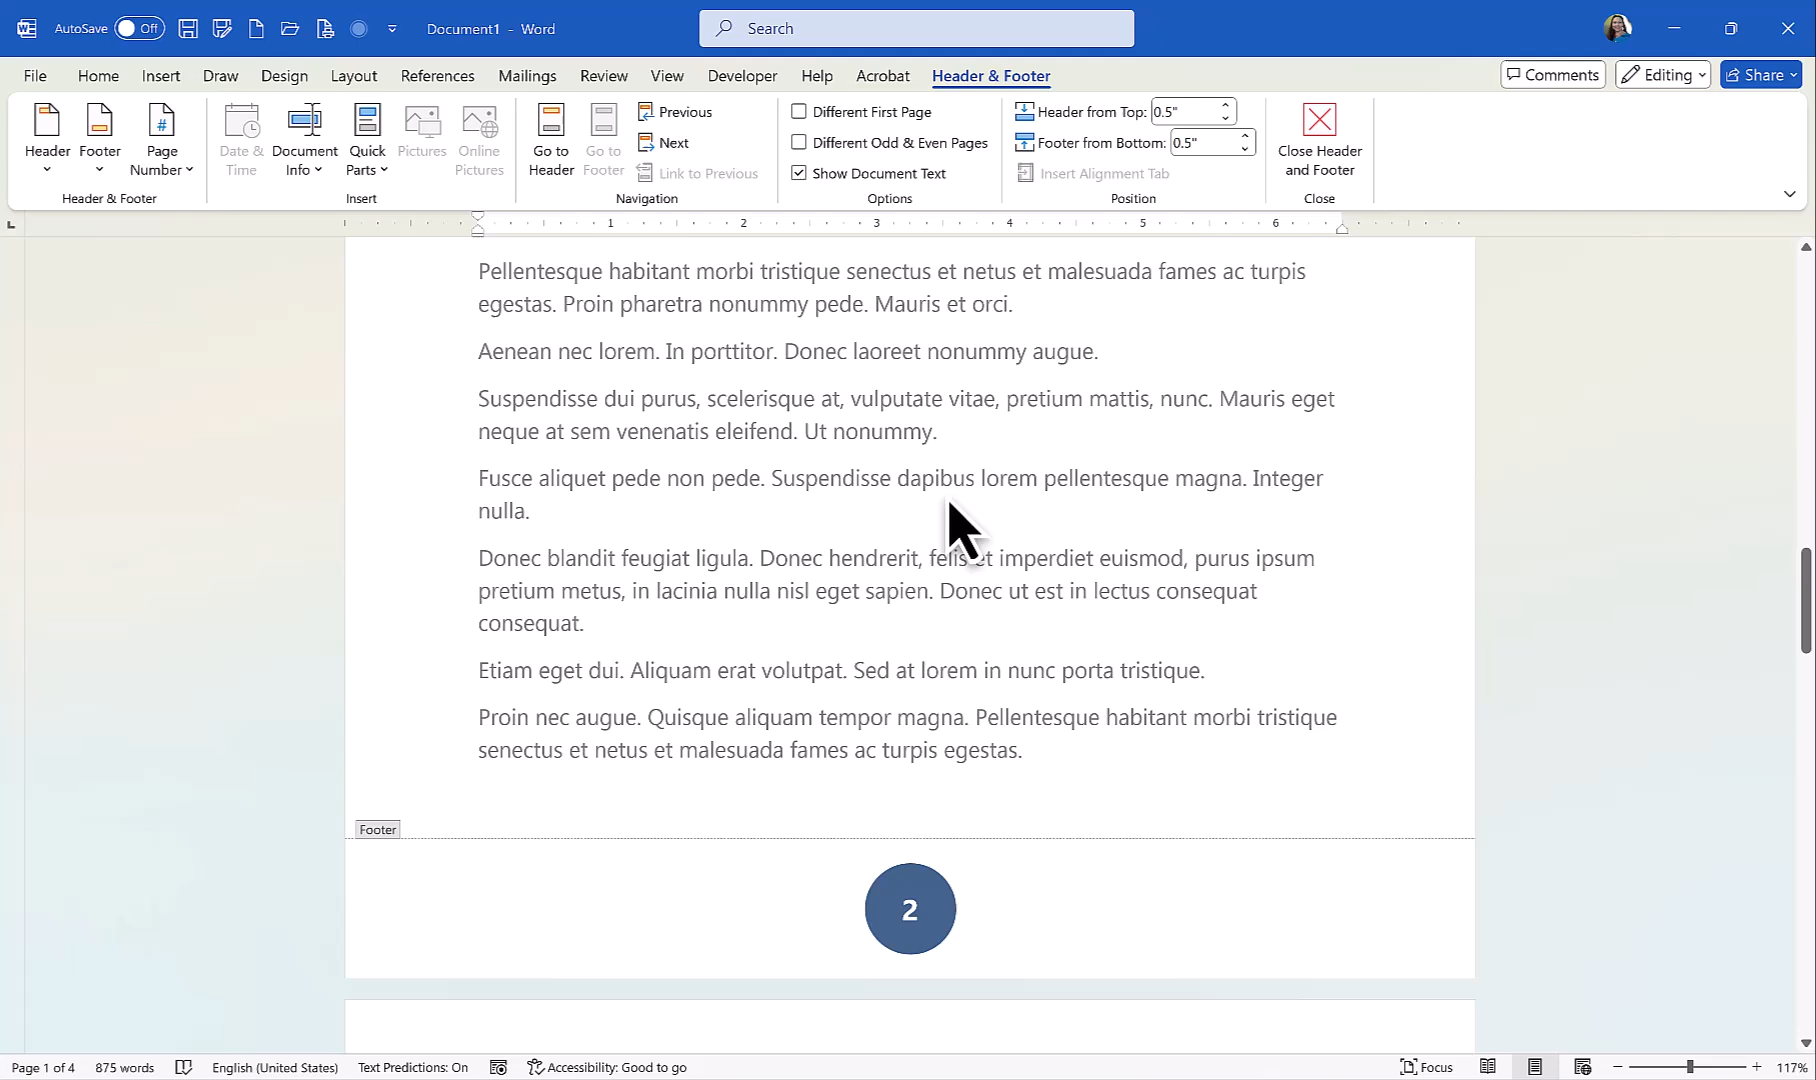 AutoSave Off Document1 - Word Search
File Home Insert Draw Design Layout References Mailings Review View Developer Help Acrobat Header & Footer Comments Editing Share
Header
Footer
Page
Number
Header & Footer
Date &
Time
Document
Info
Quick
Parts
Pictures
Online
Pictures
Insert
Go to
Header
Go to
Footer
Previous
Next
Link to Previous
Navigation
Different First Page
Different Odd & Even Pages
Show Document Text
Options
Header from Top: 0.5"
Footer from Bottom: 0.5"
Insert Alignment Tab
Position
Close Header
and Footer
Close
1 2 3 4 5 6
Pellentesque habitant morbi tristique senectus et netus et malesuada fames ac turpis
egestas. Proin pharetra nonummy pede. Mauris et orci.
Aenean nec lorem. In porttitor. Donec laoreet nonummy augue.
Suspendisse dui purus, scelerisque at, vulputate vitae, pretium mattis, nunc. Mauris eget
neque at sem venenatis eleifend. Ut nonummy.
Fusce aliquet pede non pede. Suspendisse dapibus lorem pellentesque magna. Integer
nulla.
Donec blandit feugiat ligula. Donec hendrerit, felis et imperdiet euismod, purus ipsum
pretium metus, in lacinia nulla nisl eget sapien. Donec ut est in lectus consequat
consequat.
Etiam eget dui. Aliquam erat volutpat. Sed at lorem in nunc porta tristique.
Proin nec augue. Quisque aliquam tempor magna. Pellentesque habitant morbi tristique
senectus et netus et malesuada fames ac turpis egestas.
Footer
2
Page 1 of 4 875 words English (United States) Text Predictions: On Accessibility: Good to go Focus 117%